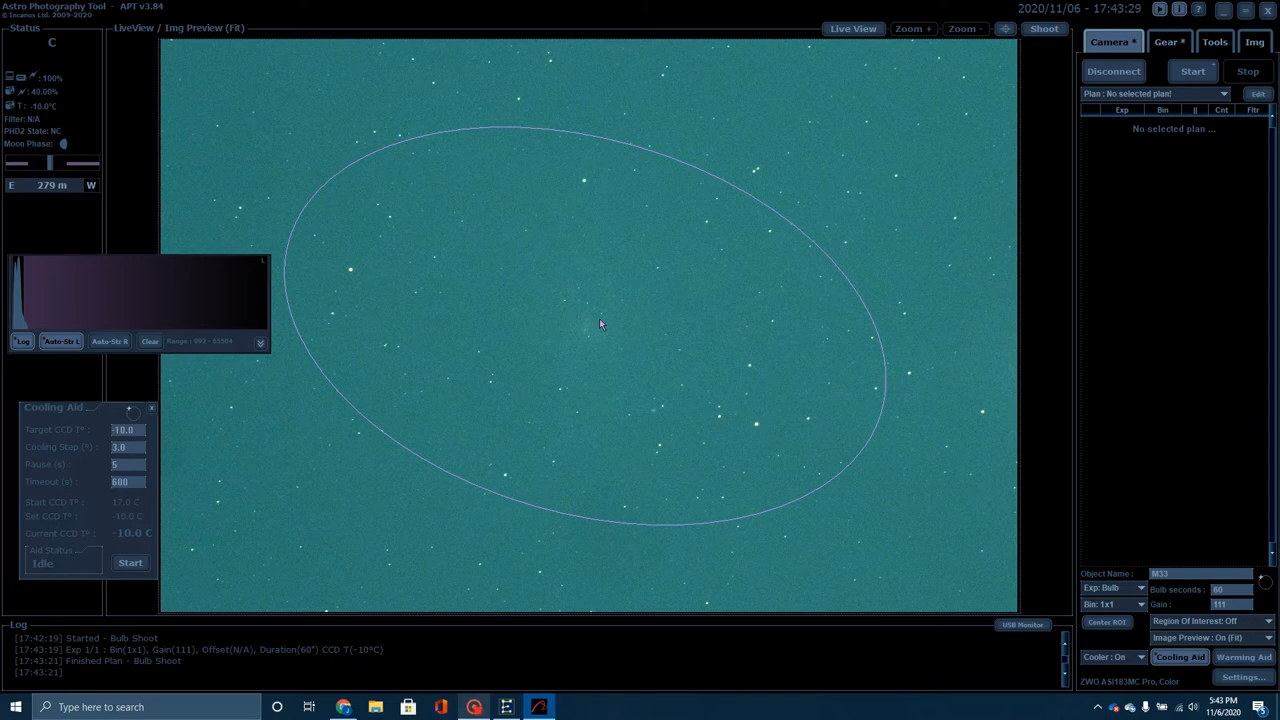 Astro Photography Tool - APT v3.84
© Incanus Ltd. 2009-2020
2020/11/06 - 17:43:29
Status
LiveView / Img Preview (Fit)
Live View
Zoom +
Zoom -
Shoot
Camera *
Gear *
Tools
Img
C
: 100%
: 40.00%
T: -10.0°C
Filter: N/A
PHD2 State: NC
Moon Phase:
E 279 m W
Disconnect
Start
Stop
Plan : No selected plan!
Edit
Exp Bin || Cnt Fltr
No selected plan ...
L
Log
Auto-Str L
Auto-Str R
Clear
Range : 692 - 65504
Cooling Aid
Target CCD T° : -10.0
Cooling Step (°) : 3.0
Pause (s) : 5
Timeout (s) : 600
Start CCD T° : 17.0 C
Set CCD T° : -10.0 C
Current CCD T° : -10.0 C
Aid Status
Idle
Start
Object Name : M33
Exp: Bulb
Bulb seconds : 60
Bin: 1x1
Gain : 111
Center ROI
Region Of Interest: Off
Image Preview : On (Fit)
Cooler : On
Cooling Aid
Warming Aid
ZWO ASI183MC Pro, Color
Settings...
Log
USB Monitor
[17:42:19] Started - Bulb Shoot
[17:43:19] Exp 1/1 : Bin(1x1), Gain(111), Offset(N/A), Duration(60") CCD T(-10°C)
[17:43:21] Finished Plan - Bulb Shoot
[17:43:21]
Type here to search
5:43 PM
11/6/2020
5